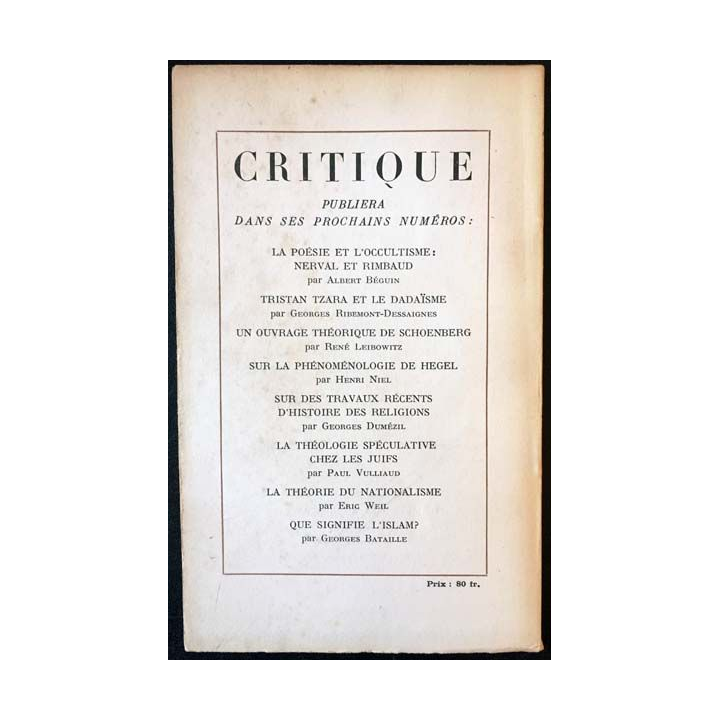 CRITIQUE
PUBLIERA
DANS SES PROCHAINS NUMÉROS:
LA POÉSIE ET L'OCCULTISME:
NERVAL ET RIMBAUD
par ALBERT BÉGUIN
TRISTAN TZARA ET LE DADAÏSME
par GEORGES RIBEMONT-DESSAIGNES
UN OUVRAGE THÉORIQUE DE SCHOENBERG
par RENÉ LEIBOWITZ
SUR LA PHÉNOMÉNOLOGIE DE HEGEL
par HENRI NIEL
SUR DES TRAVAUX RÉCENTS
D'HISTOIRE DES RELIGIONS
par GEORGES DUMÉZIL
LA THÉOLOGIE SPÉCULATIVE
CHEZ LES JUIFS
par PAUL VULLIAUD
LA THÉORIE DU NATIONALISME
par ERIC WEIL
QUE SIGNIFIE L'ISLAM?
par GEORGES BATAILLE
Prix : 80 fr.